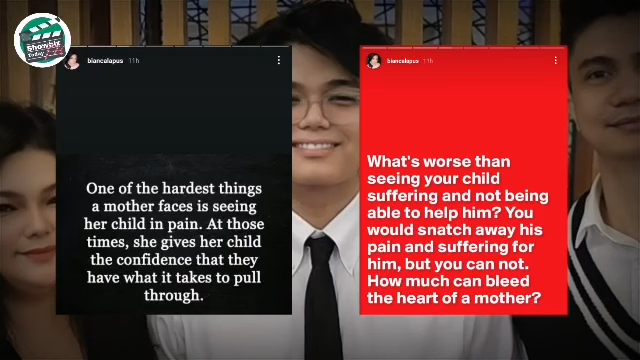 Showbiz
Today
biancalapus 11h
One of the hardest things
a mother faces is seeing
her child in pain. At those
times, she gives her child
the confidence that they
have what it takes to pull
through.
biancalapus 11h
What's worse than
seeing your child
suffering and not being
able to help him? You
would snatch away his
pain and suffering for
him, but you can not.
How much can bleed
the heart of a mother?